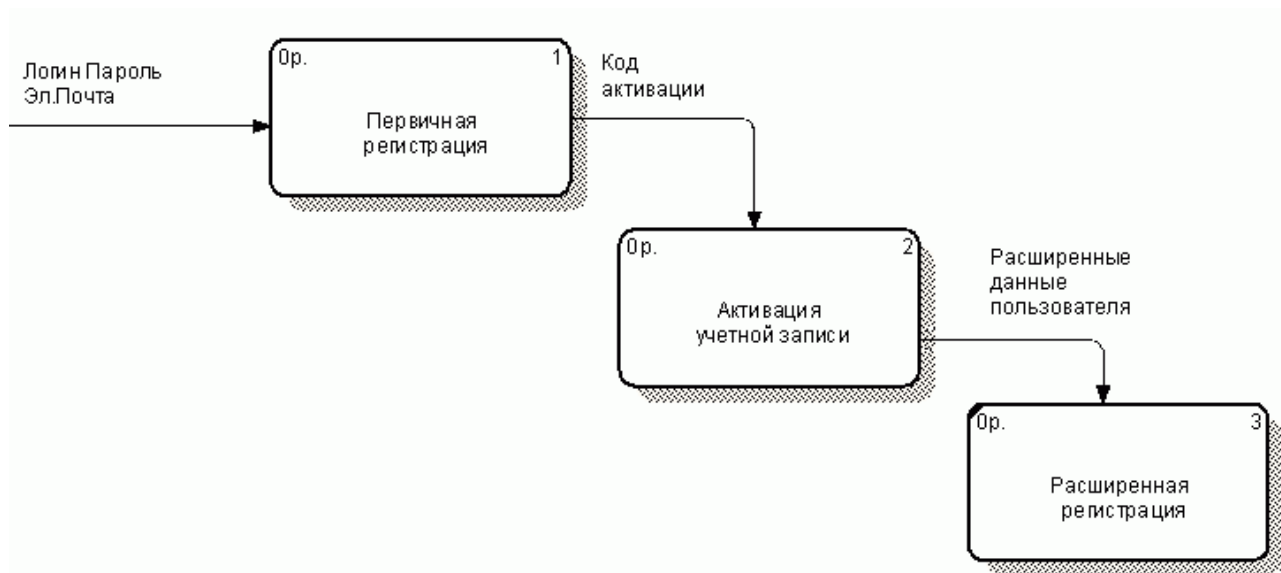 Логин Пароль
Эл.Почта
0р.
1
Первичная
регистрация
Код
активации
0р.
2
Активация
учетной записи
Расширенные
данные
пользователя
0р.
3
Расширенная
регистрация